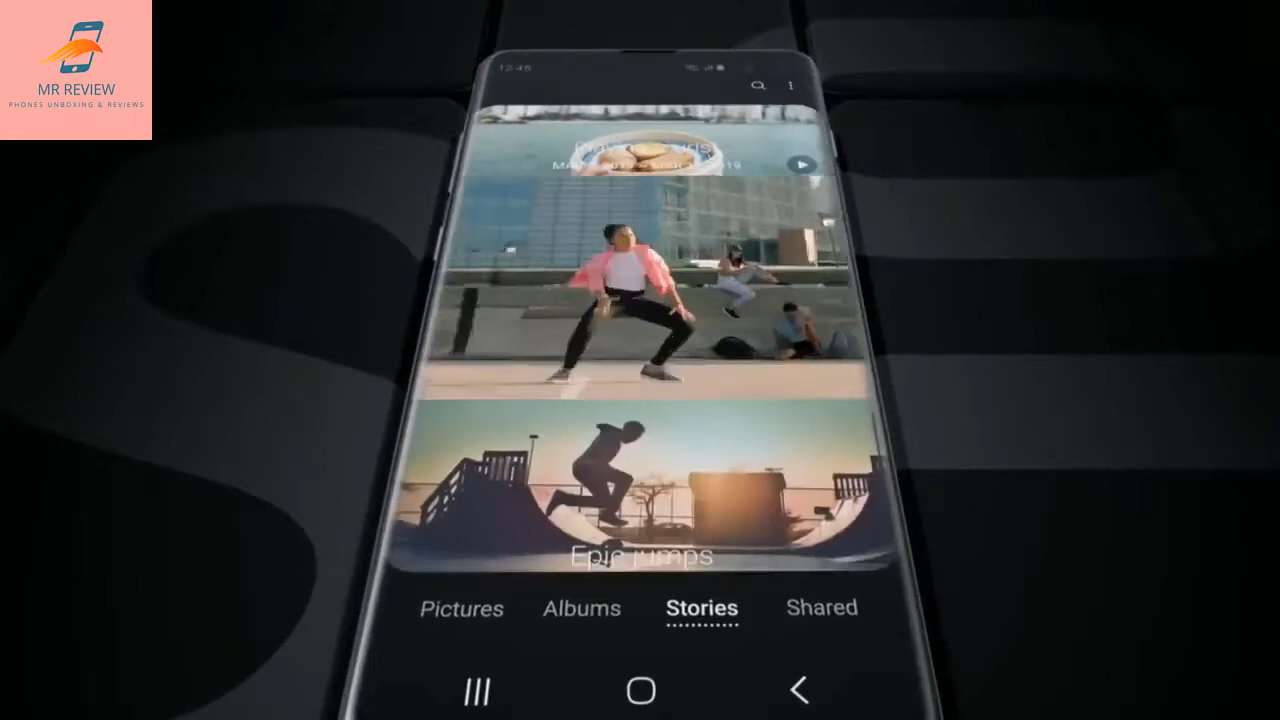 MR REVIEW
PHONES UNBOXING & REVIEWS
12:45
Epic jumps
Pictures
Albums
Stories
Shared